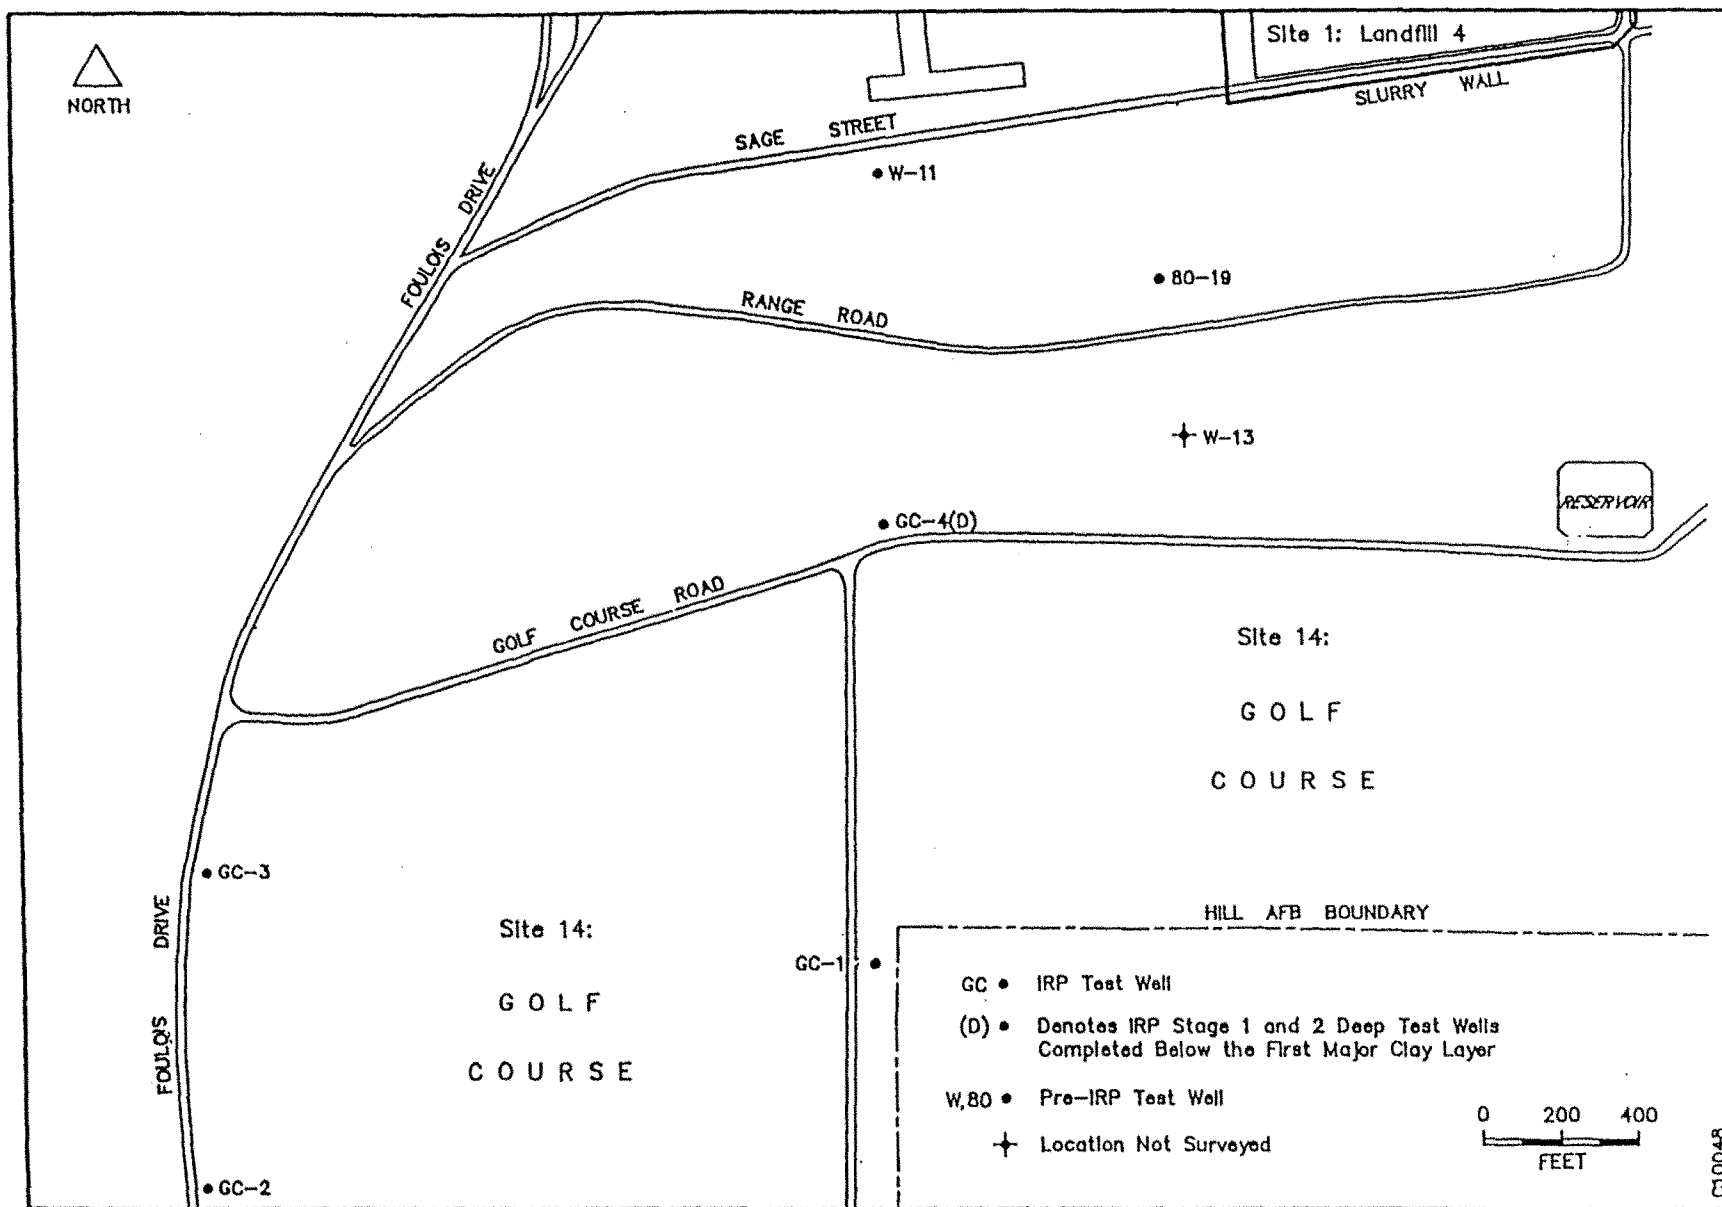 Site 1: Landfill 4
NORTH
SLURRY WALL
SAGE STREET
W-11
FOULOIS DRIVE
80-19
RANGE ROAD
W-13
RESERVOIR
GC-4(D)
GOLF COURSE ROAD
Site 14:
GOLF
COURSE
GC-3
HILL AFB BOUNDARY
FOULOIS DRIVE
Site 14:
GOLF
COURSE
GC-1
GC IRP Test Well
(D) Denotes IRP Stage 1 and 2 Deep Test Wells
Completed Below the First Major Clay Layer
W,80 Pre-IRP Test Well
Location Not Surveyed
0 200 400
FEET
GC-2